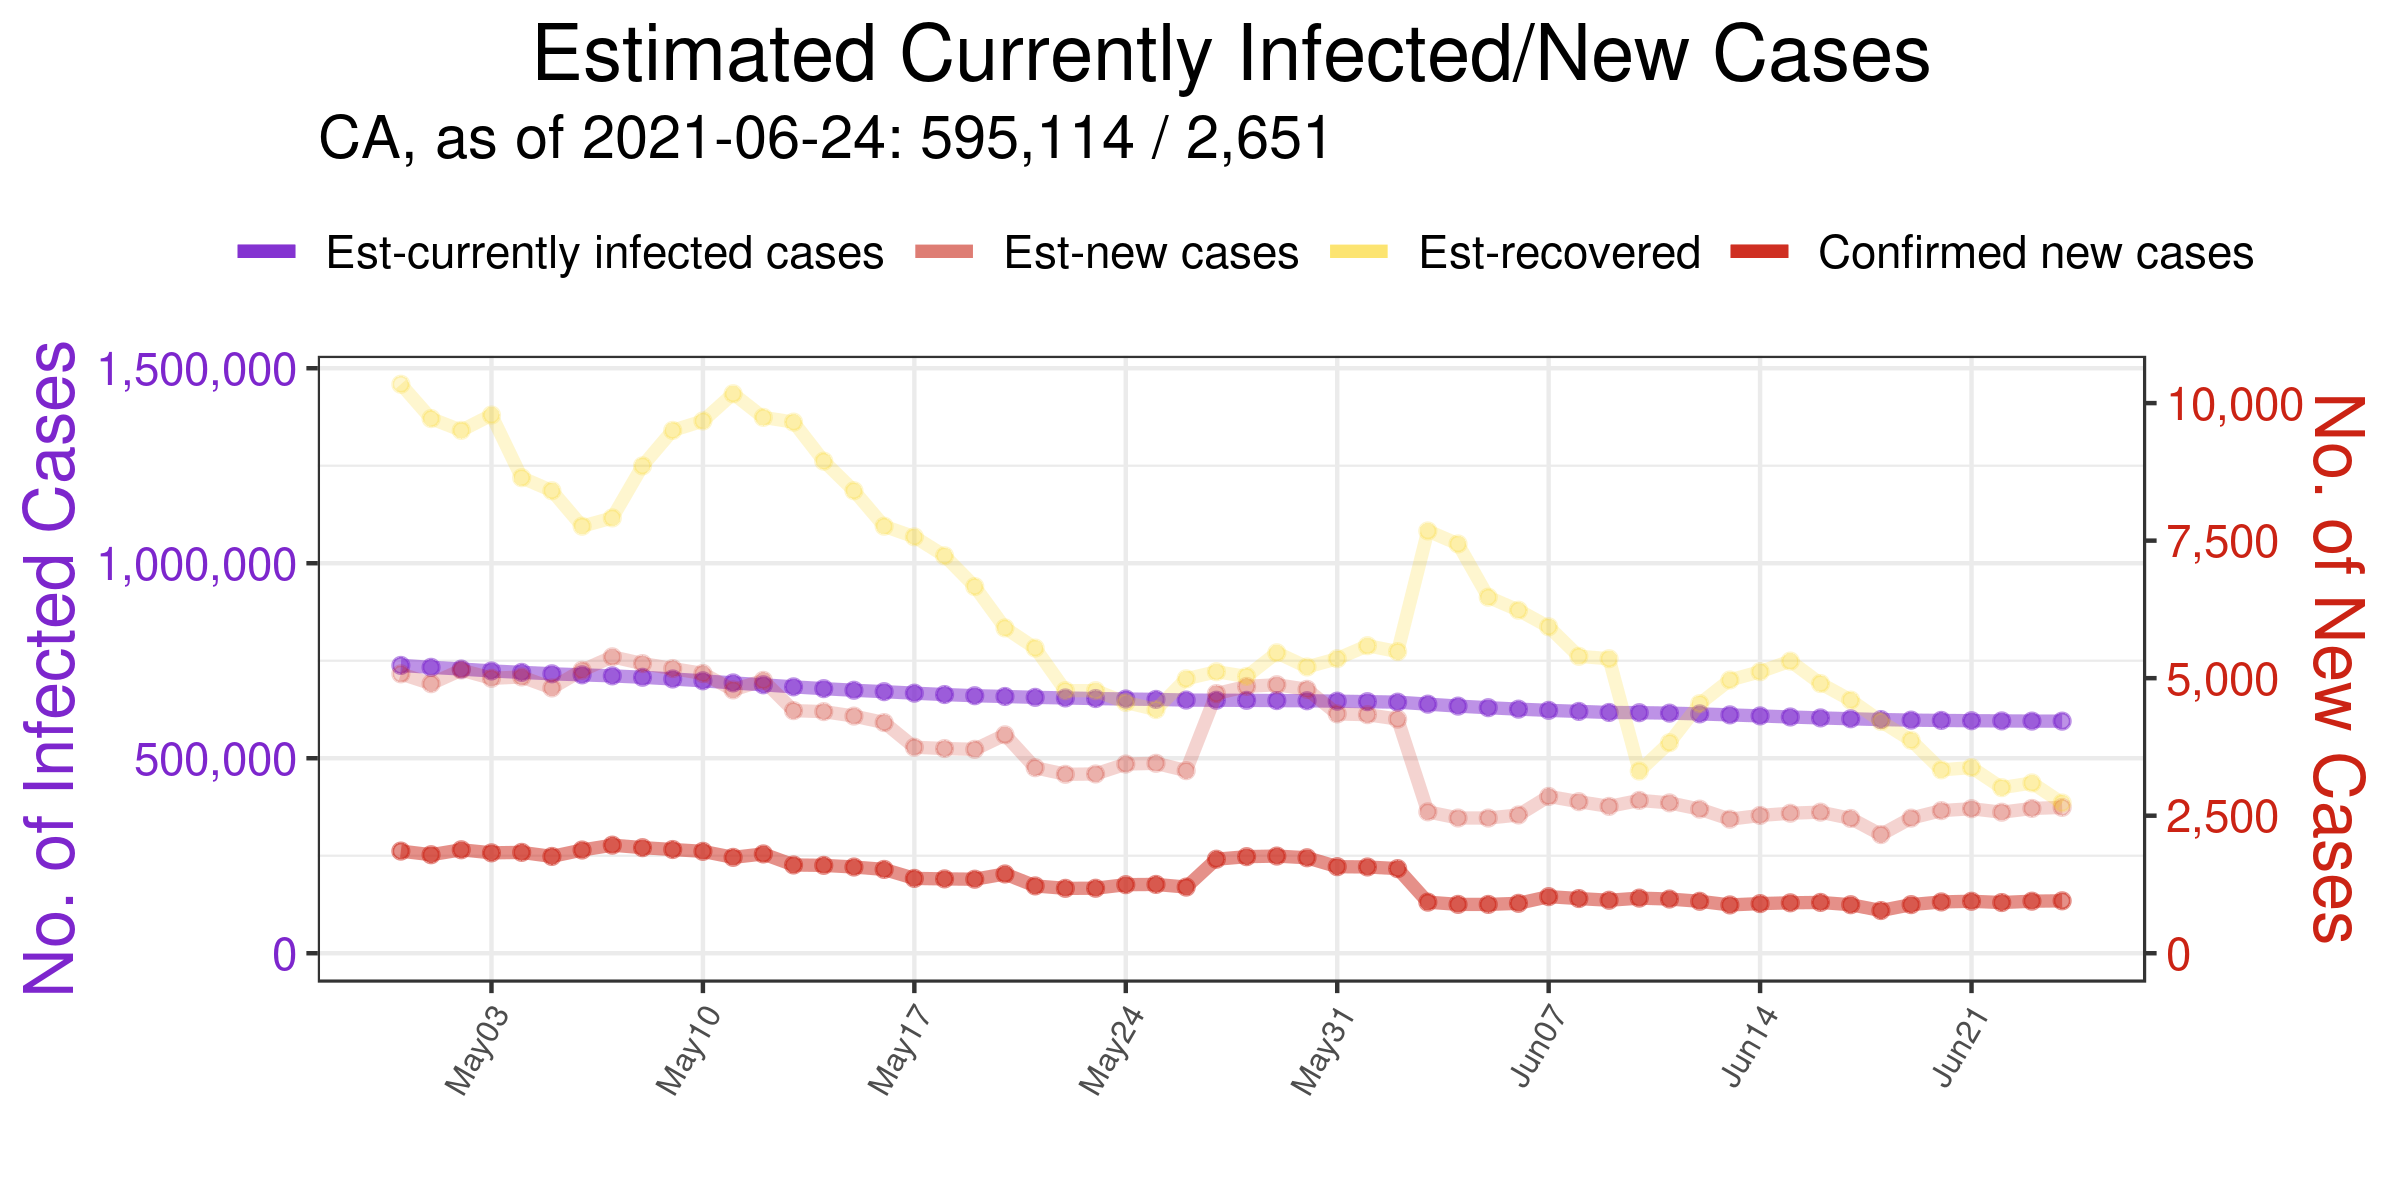 Estimated Currently Infected/New Cases
CA, as of 2021-06-24: 595,114 / 2,651
Est-currently infected cases Est-new cases Est-recovered Confirmed new cases
No. of Infected Cases
1,500,000
1,000,000
500,000
0
10,000
7,500
5,000
2,500
0
No. of New Cases
May03 May10 May17 May24 May31 Jun07 Jun14 Jun21